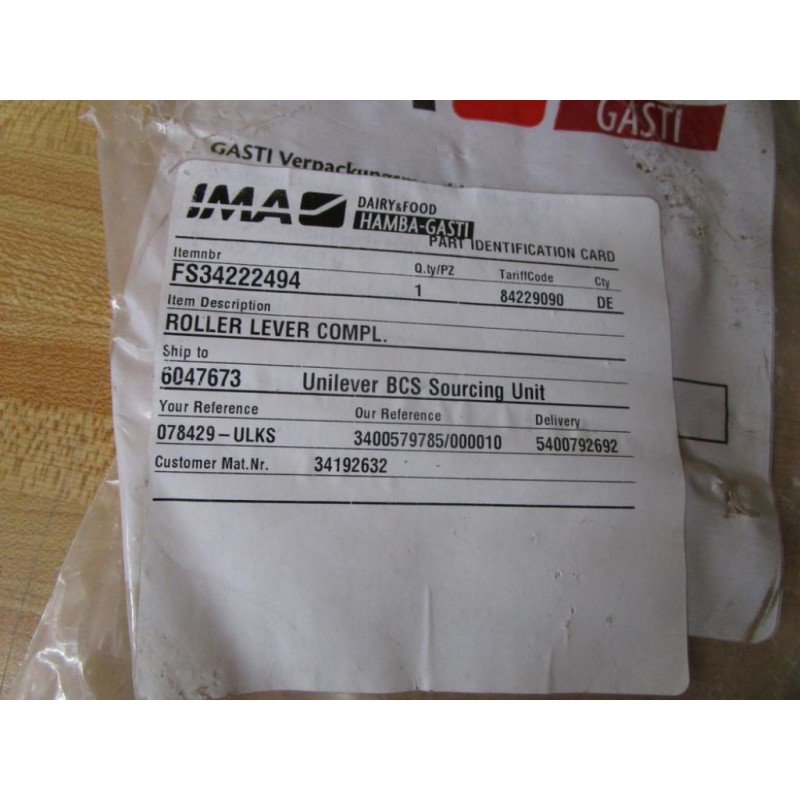 GASTI
GASTI
IMA DAIRY&FOOD
HAMBA-GASTI
PART IDENTIFICATION CARD
Itemnbr Q.ty/PZ TariffCode Cty
FS34222494 1 84229090 DE
Item Description
ROLLER LEVER COMPL.
Ship to
6047673 Unilever BCS Sourcing Unit
Your Reference Our Reference Delivery
078429-ULKS 3400579785/000010 5400792692
Customer Mat.Nr. 34192632